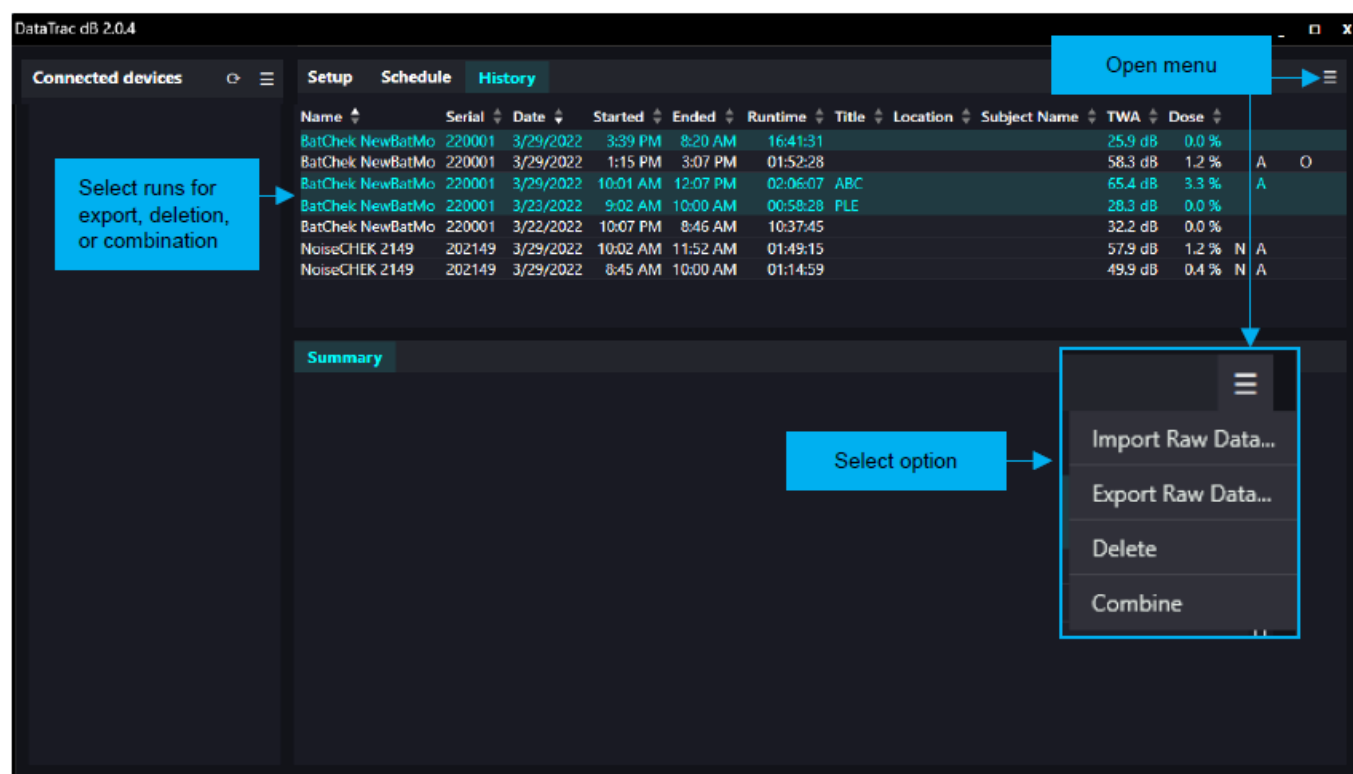 DataTrac dB 2.0.4
Connected devices
Setup Schedule History
Open menu
Name Serial Date Started Ended Runtime Title Location Subject Name TWA Dose
BatChek NewBatMo 220001 3/29/2022 3:39 PM 8:20 AM 16:41:31 25.9 dB 0.0 %
BatChek NewBatMo 220001 3/29/2022 1:15 PM 3:07 PM 01:52:28 58.3 dB 1.2 % A O
BatChek NewBatMo 220001 3/29/2022 10:01 AM 12:07 PM 02:06:07 ABC 65.4 dB 3.3 % A
BatChek NewBatMo 220001 3/23/2022 9:02 AM 10:00 AM 00:58:28 PLE 28.3 dB 0.0 %
BatChek NewBatMo 220001 3/22/2022 10:07 PM 8:46 AM 10:37:45 32.2 dB 0.0 %
NoiseCHEK 2149 202149 3/29/2022 10:02 AM 11:52 AM 01:49:15 57.9 dB 1.2 % N A
NoiseCHEK 2149 202149 3/29/2022 8:45 AM 10:00 AM 01:14:59 49.9 dB 0.4 % N A
Select runs for
export, deletion,
or combination
Summary
Select option
Import Raw Data...
Export Raw Data...
Delete
Combine